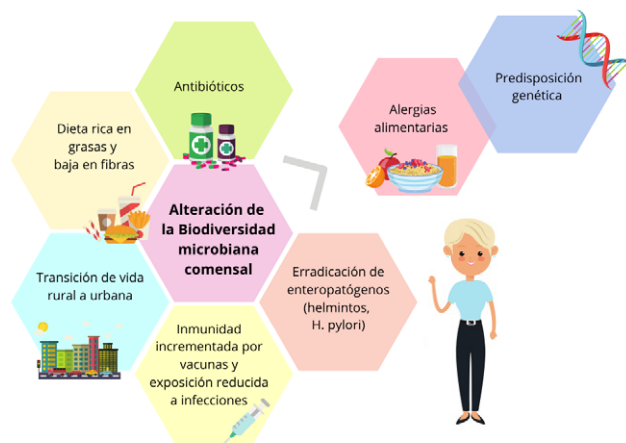 Antibióticos
Predisposición
genética
Alergias
alimentarias
Dieta rica en
grasas y
baja en fibras
Alteración de
la Biodiversidad
microbiana
comensal
Transición de vida
rural a urbana
Erradicación de
enteropatógenos
(helmintos,
H. pylori)
Inmunidad
incrementada por
vacunas y
exposición reducida
a infecciones